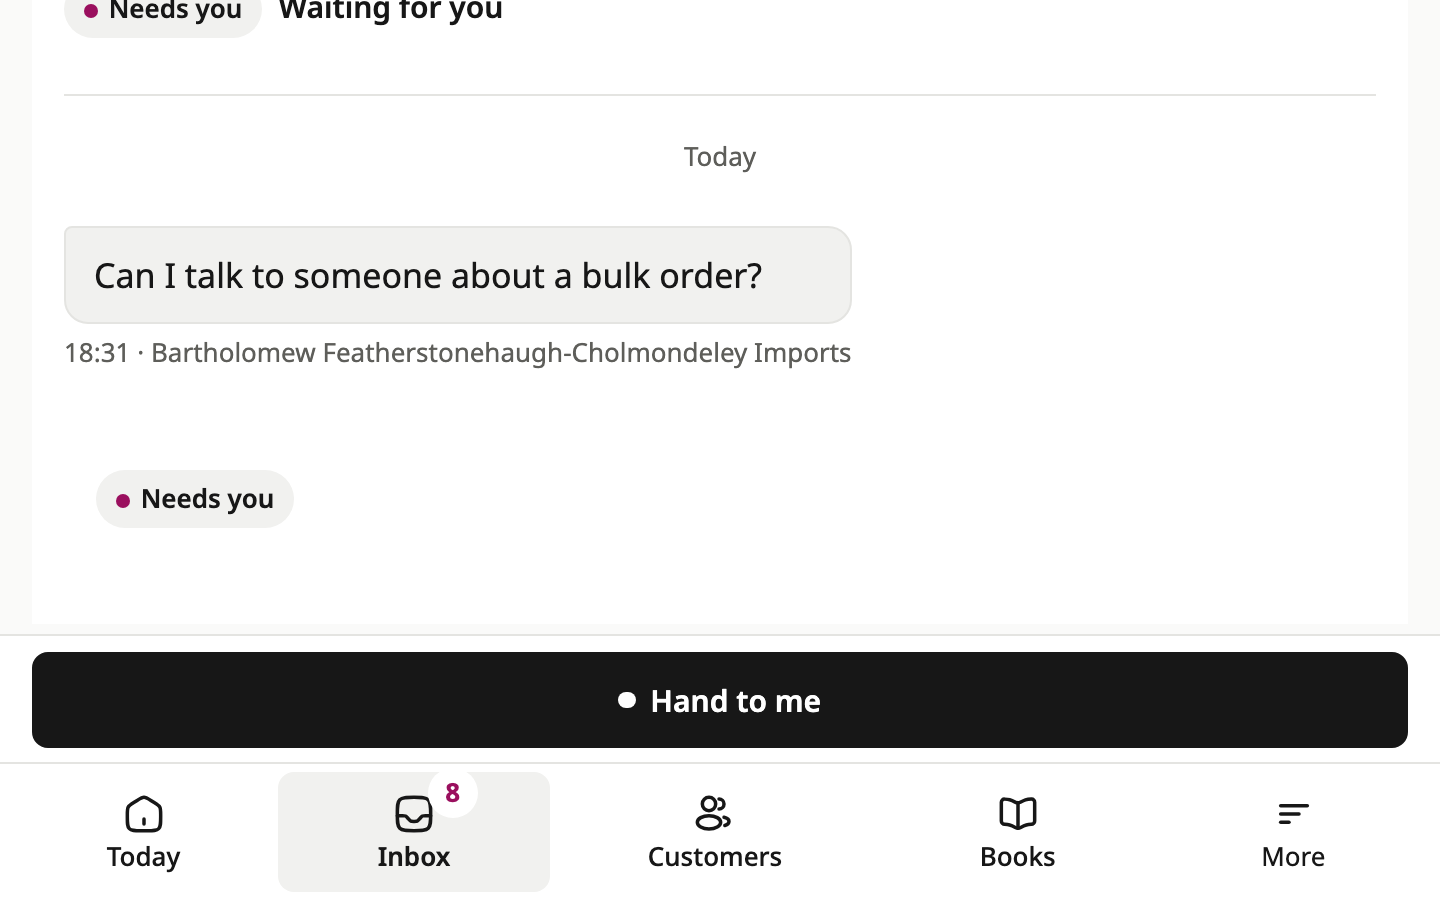 Needs you Waiting for you
Today
Can I talk to someone about a bulk order?
18:31 · Bartholomew Featherstonehaugh-Cholmondeley Imports
Needs you
Hand to me
8
Today Inbox Customers Books More